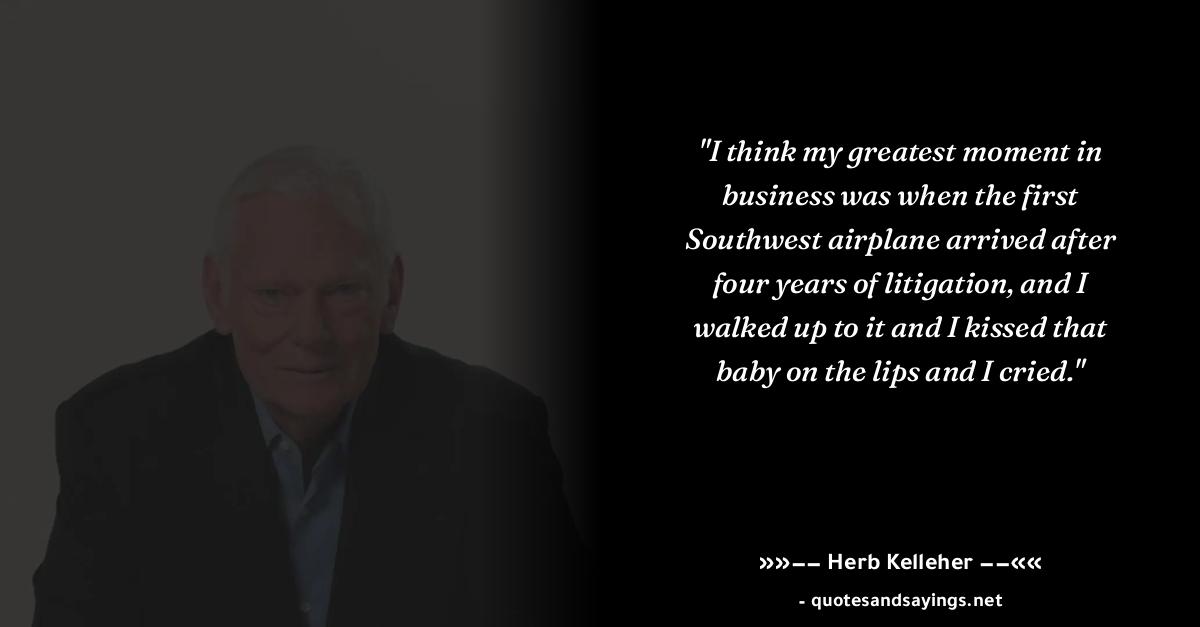 "I think my greatest moment in
business was when the first
Southwest airplane arrived after
four years of litigation, and I
walked up to it and I kissed that
baby on the lips and I cried."
»»−− Herb Kelleher −−««
- quotesandsayings.net